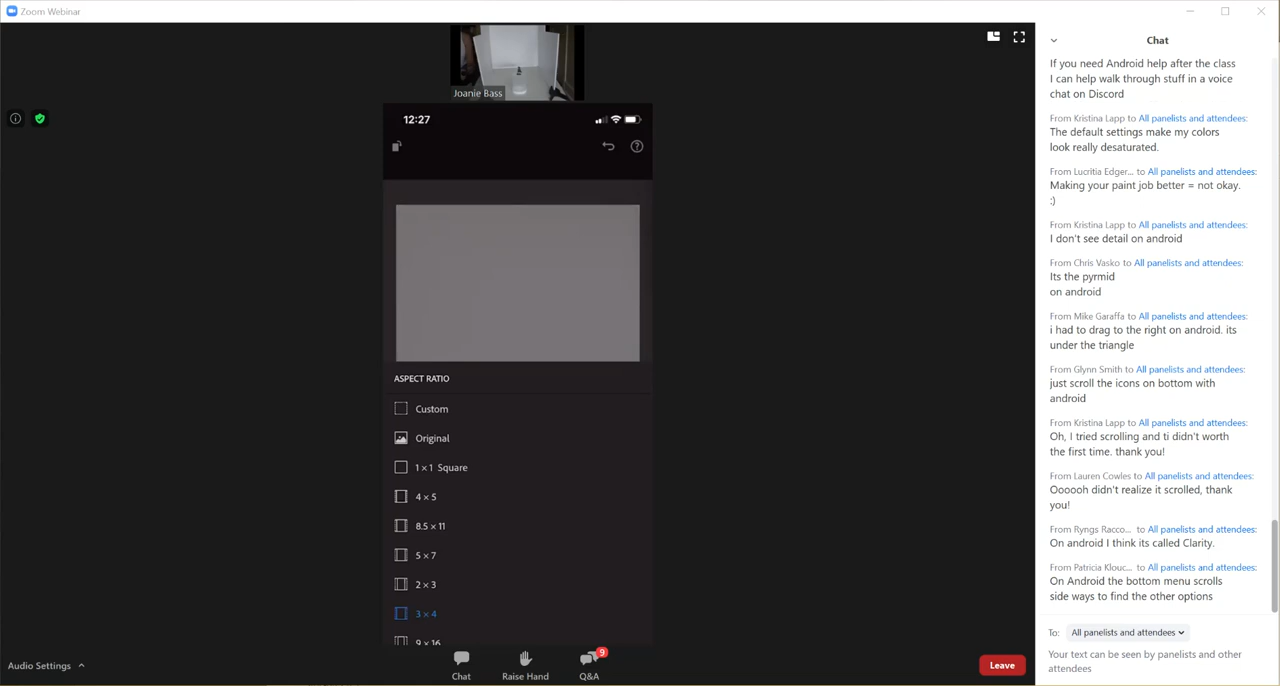 Zoom Webinar
Joanie Bass
12:27
ASPECT RATIO
Custom
Original
1 × 1 Square
4 × 5
8.5 × 11
5 × 7
2 × 3
3 × 4
9 × 16
Audio Settings
Chat
Raise Hand
Q&A
9
Leave
Chat
If you need Android help after the class
I can help walk through stuff in a voice
chat on Discord
From Kristina Lapp to All panelists and attendees:
The default settings make my colors
look really desaturated.
From Lucritia Edger... to All panelists and attendees:
Making your paint job better = not okay.
:)
From Kristina Lapp to All panelists and attendees:
I don't see detail on android
From Chris Vasko to All panelists and attendees:
Its the pyrmid
on android
From Mike Garaffa to All panelists and attendees:
i had to drag to the right on android. its
under the triangle
From Glynn Smith to All panelists and attendees:
just scroll the icons on bottom with
android
From Kristina Lapp to All panelists and attendees:
Oh, I tried scrolling and ti didn't worth
the first time. thank you!
From Lauren Cowles to All panelists and attendees:
Oooooh didn't realize it scrolled, thank
you!
From Ryngs Racco... to All panelists and attendees:
On android I think its called Clarity.
From Patricia Klouc... to All panelists and attendees:
On Android the bottom menu scrolls
side ways to find the other options
To: All panelists and attendees
Your text can be seen by panelists and other
attendees